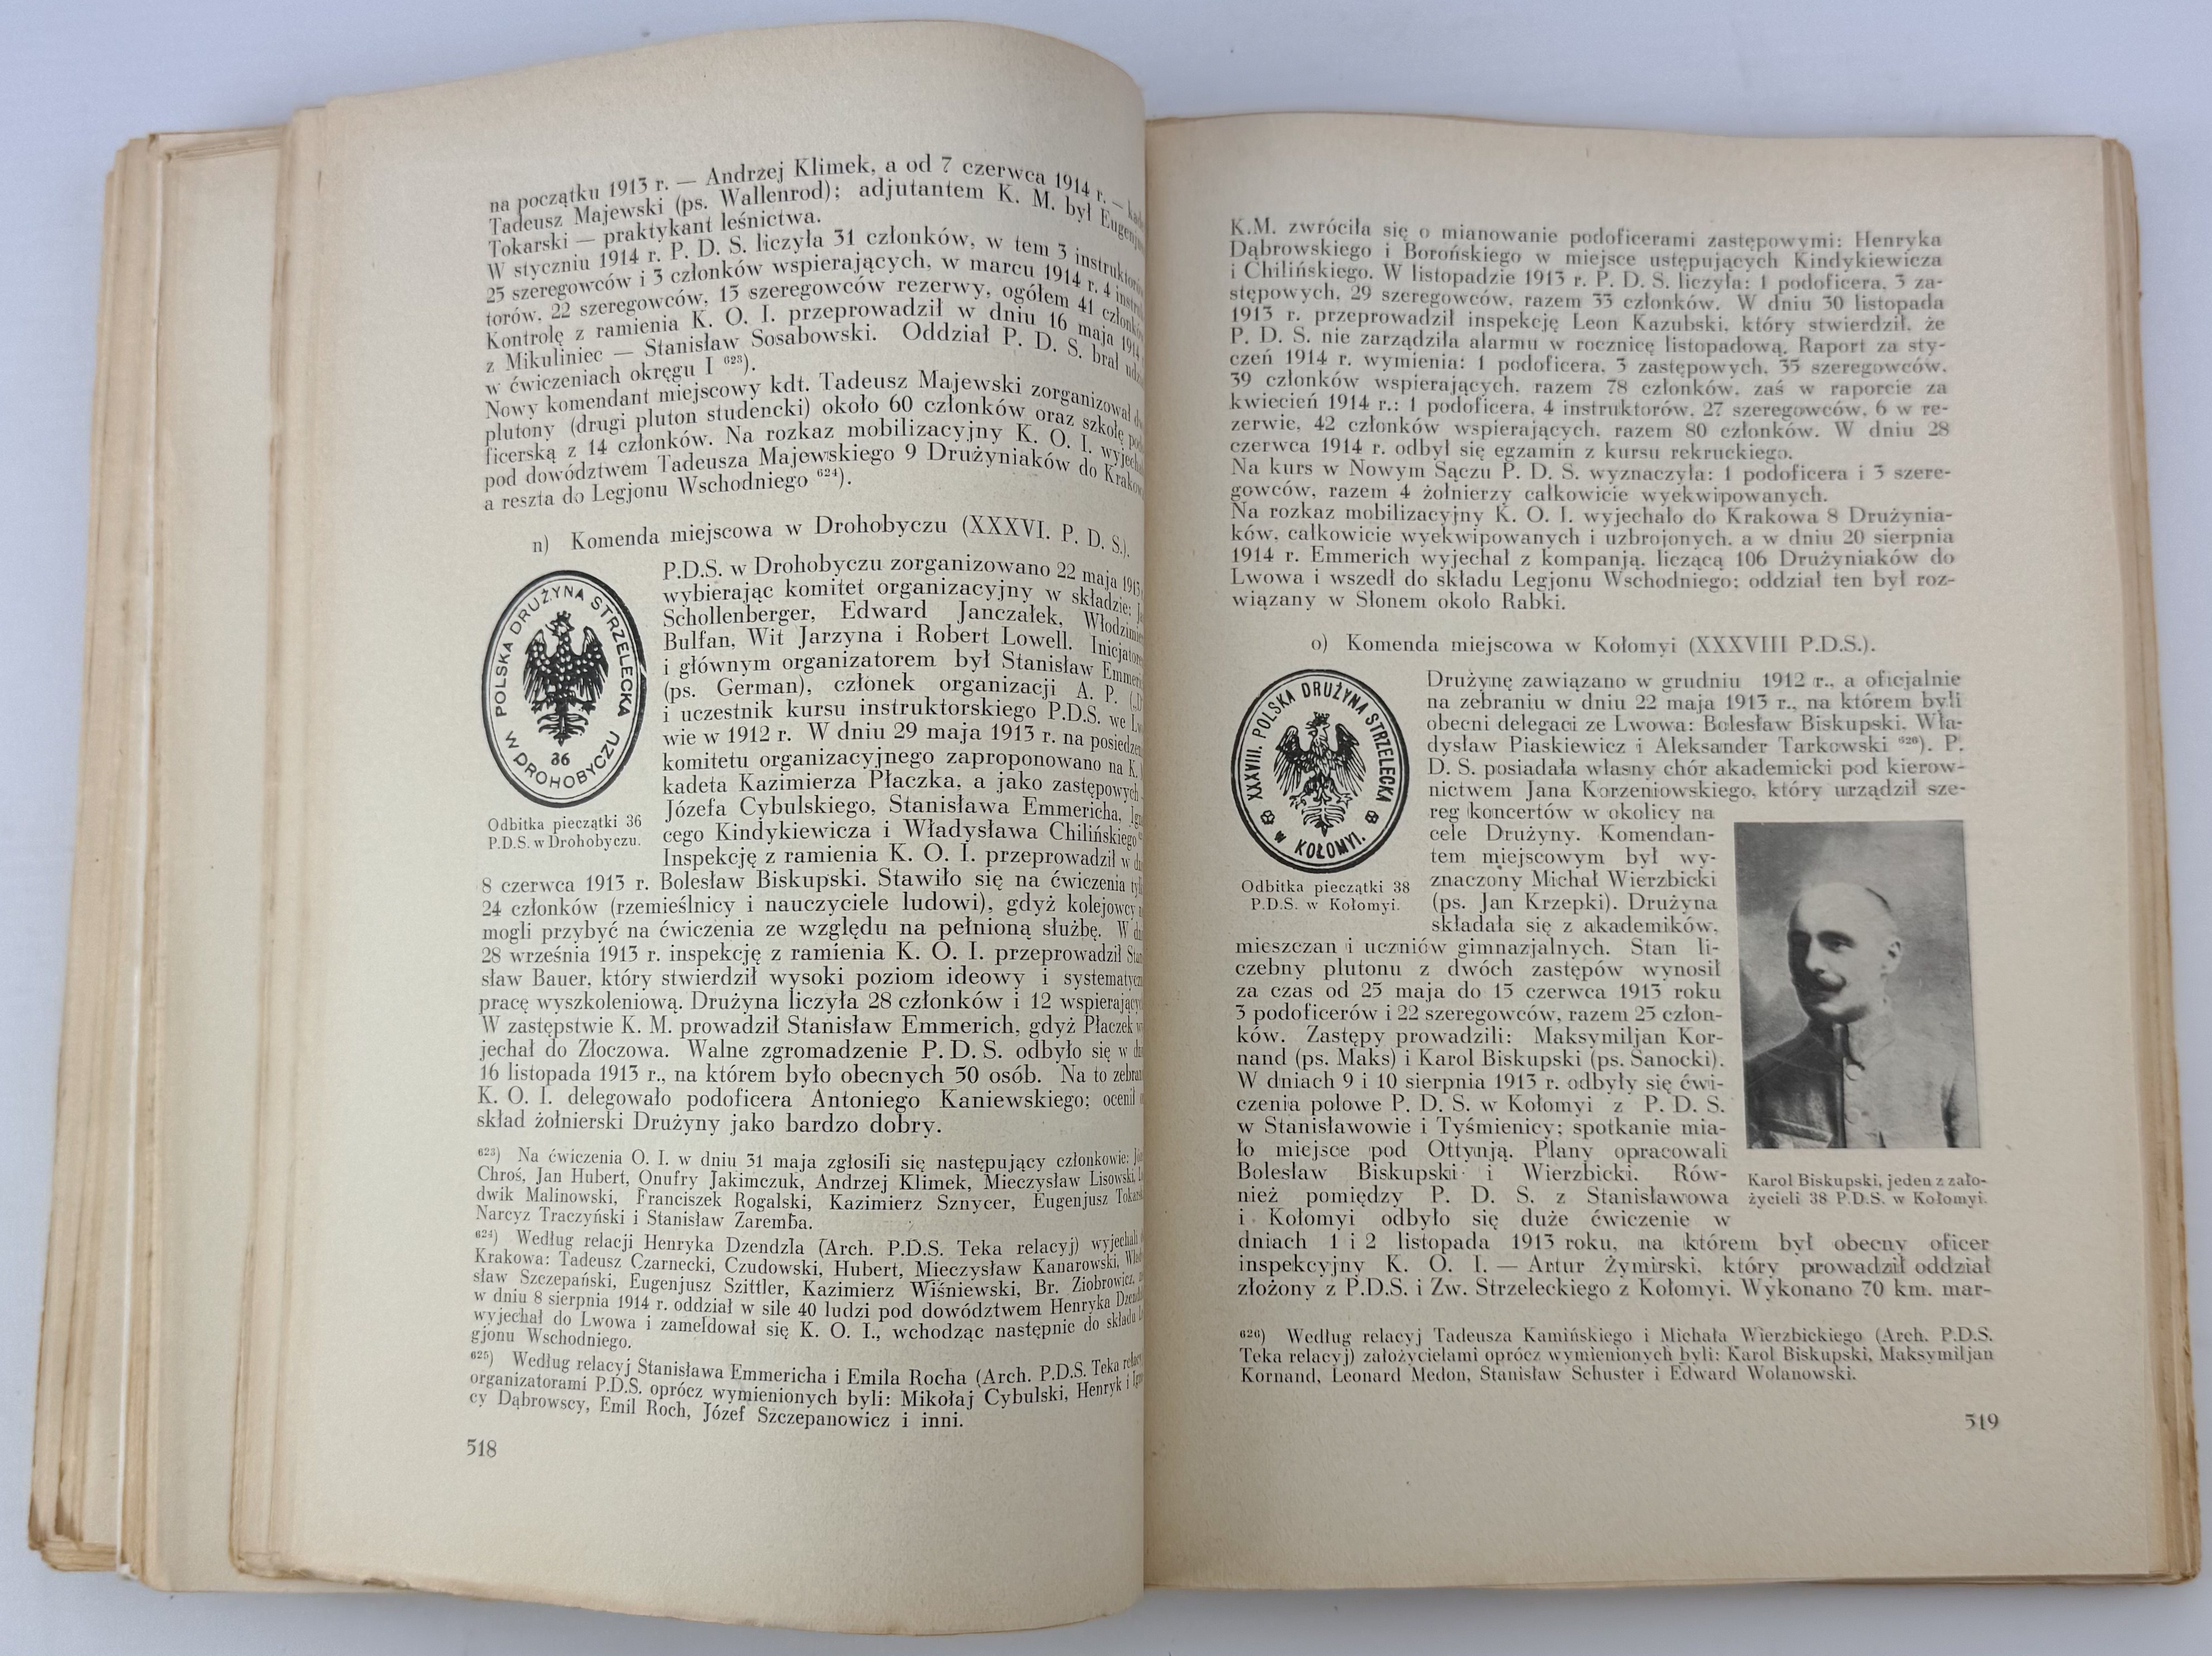 na początku 1913 r. — Andrzej Klimek, a od 7 czerwca 1914 r. —
Tadeusz Majewski (ps. Wallenrod); adjutantem K. M. był
Tokarski — praktykant leśnictwa.
W styczniu 1914 r. P. D. S. liczyła 31 członków, w tem 3
25 szeregowców i 3 członków wspierających, w marcu 1914 r. 4
torów, 22 szeregowców, 15 szeregowców rezerwy, ogółem 41
Kontrolę z ramienia K. O. I. przeprowadził w dniu 16 maja 1914
z Mikuliniec — Stanisław Sosabowski. Oddział P. D. S. brał
w ćwiczeniach okręgu I ⁶²³).
Nowy komendant miejscowy kdt. Tadeusz Majewski zorganizował
plutony (drugi pluton studencki) około 60 członków oraz szkołę
ficerską z 14 członków. Na rozkaz mobilizacyjny K. O. I.
pod dowództwem Tadeusza Majewskiego 9 Drużyniaków do
a reszta do Legjonu Wschodniego ⁶²⁴).
n) Komenda miejscowa w Drohobyczu (XXXVI. P. D. S.).
POLSKA DRUŻYNA STRZELECKA
36
W DROHOBYCZU
Odbitka pieczątki 36
P.D.S. w Drohobyczu.
P.D.S. w Drohobyczu zorganizowano 22 maja
wybierając komitet organizacyjny w składzie:
Schollenberger, Edward Janczałek,
Bulfan, Wit Jarzyna i Robert Lowell.
i głównym organizatorem był Stanisław
(ps. German), członek organizacji A. P.
i uczestnik kursu instruktorskiego P.D.S. we
wie w 1912 r. W dniu 29 maja 1913 r. na
komitetu organizacyjnego zaproponowano na K.
kadeta Kazimierza Płaczka, a jako zastępowych
Józefa Cybulskiego, Stanisława Emmericha,
cego Kindykiewicza i Władysława Chilińskiego
Inspekcję z ramienia K. O. I. przeprowadził w
8 czerwca 1913 r. Bolesław Biskupski. Stawiło się na ćwiczenia
24 członków (rzemieślnicy i nauczyciele ludowi), gdyż kolejowcy
mogli przybyć na ćwiczenia ze względu na pełnioną służbę. W
28 września 1913 r. inspekcję z ramienia K. O. I. przeprowadził
sław Bauer, który stwierdził wysoki poziom ideowy i
pracę wyszkoleniową. Drużyna liczyła 28 członków i 12
W zastępstwie K. M. prowadził Stanisław Emmerich, gdyż Płaczek
jechał do Złoczowa. Walne zgromadzenie P. D. S. odbyło się w
16 listopada 1913 r., na którem było obecnych 50 osób. Na to
K. O. I. delegowało podoficera Antoniego Kaniewskiego; ocenił
skład żołnierski Drużyny jako bardzo dobry.
⁶²³) Na ćwiczenia O. I. w dniu 31 maja zgłosili się następujący członkowie:
Chroś, Jan Hubert, Onufry Jakimczuk, Andrzej Klimek, Mieczysław Lisowski,
dwik Malinowski, Franciszek Rogalski, Kazimierz Sznycer, Eugenjusz
Narcyz Traczyński i Stanisław Zaremba.
⁶²⁴) Według relacji Henryka Dzendzla (Arch. P.D.S. Teka relacyj) wyjechali
Krakowa: Tadeusz Czarnecki, Czudowski, Hubert, Mieczysław Kanarowski,
sław Szczepański, Eugenjusz Szittler, Kazimierz Wiśniewski, Br. Ziobrowicz,
w dniu 8 sierpnia 1914 r. oddział w sile 40 ludzi pod dowództwem Henryka
wyjechał do Lwowa i zameldował się K. O. I., wchodząc następnie do składu
gjonu Wschodniego.
⁶²⁵) Według relacyj Stanisława Emmericha i Emila Rocha (Arch. P.D.S. Teka
organizatorami P.D.S. oprócz wymienionych byli: Mikołaj Cybulski, Henryk i
cy Dąbrowscy, Emil Roch, Józef Szczepanowicz i inni.
518
K.M. zwróciła się o mianowanie podoficerami zastępowymi: Henryka
Dąbrowskiego i Borońskiego w miejsce ustępujących Kindykiewicza
i Chilińskiego. W listopadzie 1913 r. P. D. S. liczyła: 1 podoficera, 3 za-
stępowych, 29 szeregowców, razem 33 członków. W dniu 30 listopada
1913 r. przeprowadził inspekcję Leon Kazubski, który stwierdził, że
P. D. S. nie zarządziła alarmu w rocznicę listopadową. Raport za sty-
czeń 1914 r. wymienia: 1 podoficera, 3 zastępowych, 35 szeregowców,
39 członków wspierających, razem 78 członków, zaś w raporcie za
kwiecień 1914 r.: 1 podoficera, 4 instruktorów, 27 szeregowców, 6 w re-
zerwie, 42 członków wspierających, razem 80 członków. W dniu 28
czerwca 1914 r. odbył się egzamin z kursu rekruckiego.
Na kurs w Nowym Sączu P. D. S. wyznaczyła: 1 podoficera i 3 szere-
gowców, razem 4 żołnierzy całkowicie wyekwipowanych.
Na rozkaz mobilizacyjny K. O. I. wyjechało do Krakowa 8 Drużynia-
ków, całkowicie wyekwipowanych i uzbrojonych, a w dniu 20 sierpnia
1914 r. Emmerich wyjechał z kompanją, liczącą 106 Drużyniaków do
Lwowa i wszedł do składu Legjonu Wschodniego; oddział ten był roz-
wiązany w Słonem około Rabki.
o) Komenda miejscowa w Kołomyi (XXXVIII P.D.S.).
XXXVIII. POLSKA DRUŻYNA STRZELECKA
W KOŁOMYI.
Odbitka pieczątki 38
P.D.S. w Kołomyi.
Drużynę zawiązano w grudniu 1912 r., a oficjalnie
na zebraniu w dniu 22 maja 1913 r., na którem byli
obecni delegaci ze Lwowa: Bolesław Biskupski, Wła-
dysław Piaskiewicz i Aleksander Tarkowski ⁶²⁶). P.
D. S. posiadała własny chór akademicki pod kierow-
nictwem Jana Korzeniowskiego, który urządził sze-
reg koncertów w okolicy na
cele Drużyny. Komendan-
tem miejscowym był wy-
znaczony Michał Wierzbicki
(ps. Jan Krzepki). Drużyna
składała się z akademików,
mieszczan i uczniów gimnazjalnych. Stan li-
czebny plutonu z dwóch zastępów wynosił
za czas od 25 maja do 15 czerwca 1913 roku
3 podoficerów i 22 szeregowców, razem 25 człon-
ków. Zastępy prowadzili: Maksymiljan Kor-
nand (ps. Maks) i Karol Biskupski (ps. Sanocki).
W dniach 9 i 10 sierpnia 1913 r. odbyły się ćwi-
czenia polowe P. D. S. w Kołomyi z P. D. S.
w Stanisławowie i Tyśmienicy; spotkanie mia-
ło miejsce pod Ottynją. Plany opracowali
Bolesław Biskupski i Wierzbicki. Rów-
nież pomiędzy P. D. S. z Stanisławowa
i Kołomyi odbyło się duże ćwiczenie w
dniach 1 i 2 listopada 1913 roku, na którem był obecny oficer
inspekcyjny K. O. I. — Artur Żymirski, który prowadził oddział
złożony z P.D.S. i Zw. Strzeleckiego z Kołomyi. Wykonano 70 km. mar-
Karol Biskupski, jeden z zało-
życieli 38 P.D.S. w Kołomyi.
⁶²⁶) Według relacyj Tadeusza Kamińskiego i Michała Wierzbickiego (Arch. P.D.S.
Teka relacyj) założycielami oprócz wymienionych byli: Karol Biskupski, Maksymiljan
Kornand, Leonard Medon, Stanisław Schuster i Edward Wolanowski.
519